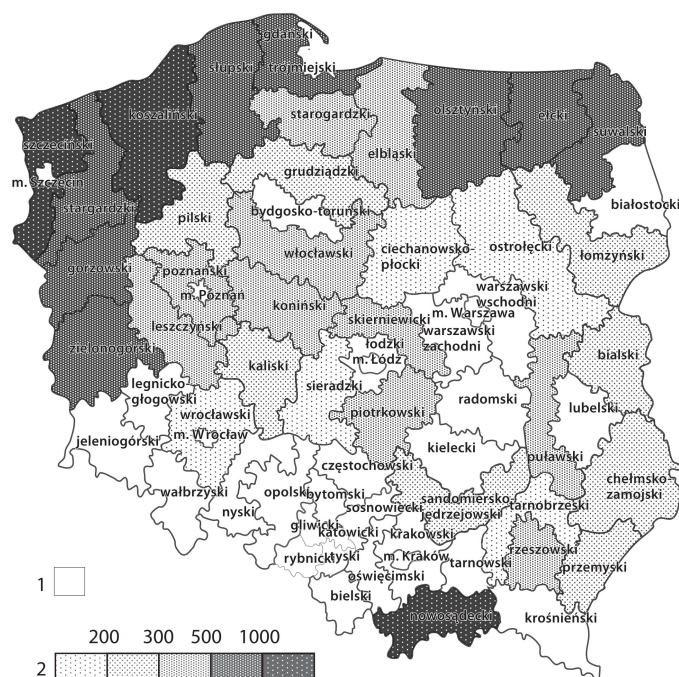 gdański
słupski
trójmiejski
koszaliński
starogardzki
olsztyński
ełcki
suwalski
szczeciński
elbląski
m. Szczecin
grudziądzki
stargardzki
pilski
bydgosko-toruński
białostocki
włocławski
ciechanowsko-
płocki
ostrołęcki
łomżyński
gorzowski
poznański
m. Poznań
warszawski
wschodni
koniński
skierniewicki
m. Warszawa
leszczyński
warszawski
zachodni
zielonogórski
łódzki
m. Łódź
bialski
kaliski
legnicko-
głogowski
sieradzki
radomski
lubelski
wrocławski
piotrkowski
jeleniogórski
m. Wrocław
kielecki
puławski
częstochowski
chełmsko-
zamojski
wałbrzyski
opolski
bytomski
sandomiersko-
jędrzejowski
nyski
sosnowiecki
tarnobrzeski
gliwicki
katowicki
krakowski
rzeszowski
rybnicki
tyski
m. Kraków
tarnowski
przemyski
oświęcimski
1
bielski
nowosądecki
krośnieński
200 300 500 1000
2